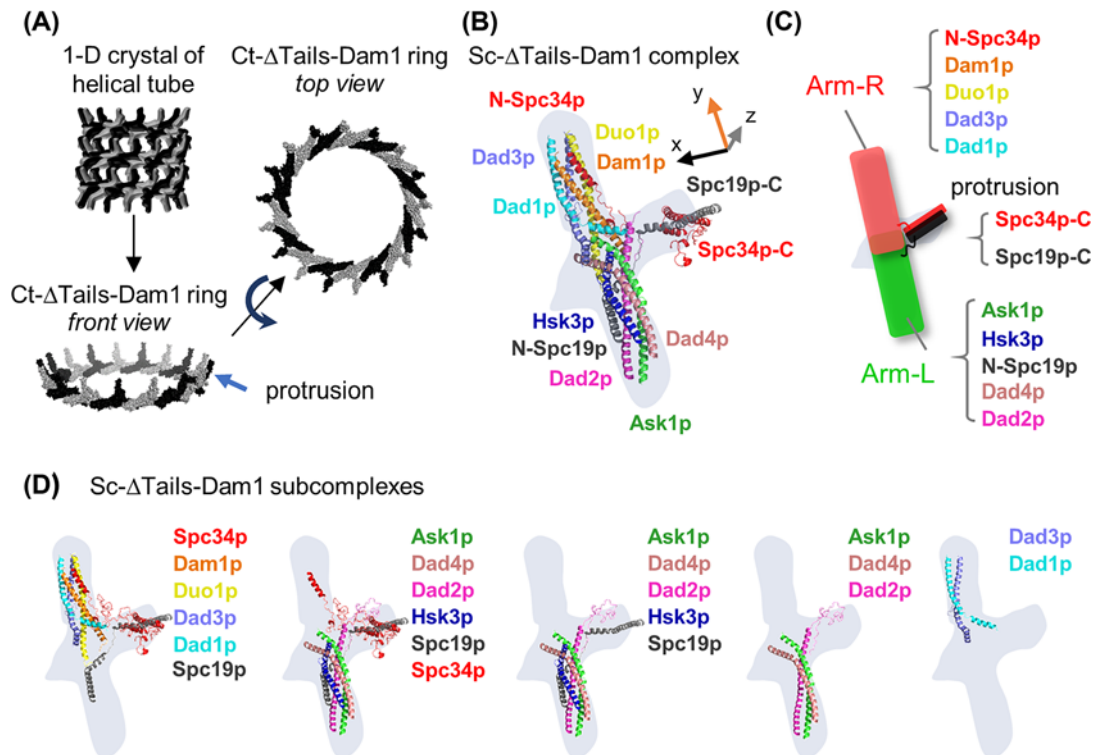 (A)
1-D crystal of
helical tube
Ct-ΔTails-Dam1 ring
top view
Ct-ΔTails-Dam1 ring
front view
protrusion
(B)
Sc-ΔTails-Dam1 complex
N-Spc34p
y
z
x
Duo1p
Dad3p
Dam1p
Spc19p-C
Dad1p
Spc34p-C
Hsk3p
Dad4p
N-Spc19p
Dad2p
Ask1p
(C)
N-Spc34p
Dam1p
Arm-R
Duo1p
Dad3p
Dad1p
protrusion
Spc34p-C
Spc19p-C
Ask1p
Hsk3p
N-Spc19p
Arm-L
Dad4p
Dad2p
(D)
Sc-ΔTails-Dam1 subcomplexes
Spc34p
Dam1p
Duo1p
Dad3p
Dad1p
Spc19p
Ask1p
Dad4p
Dad2p
Hsk3p
Spc19p
Spc34p
Ask1p
Dad4p
Dad2p
Hsk3p
Spc19p
Ask1p
Dad4p
Dad2p
Dad3p
Dad1p